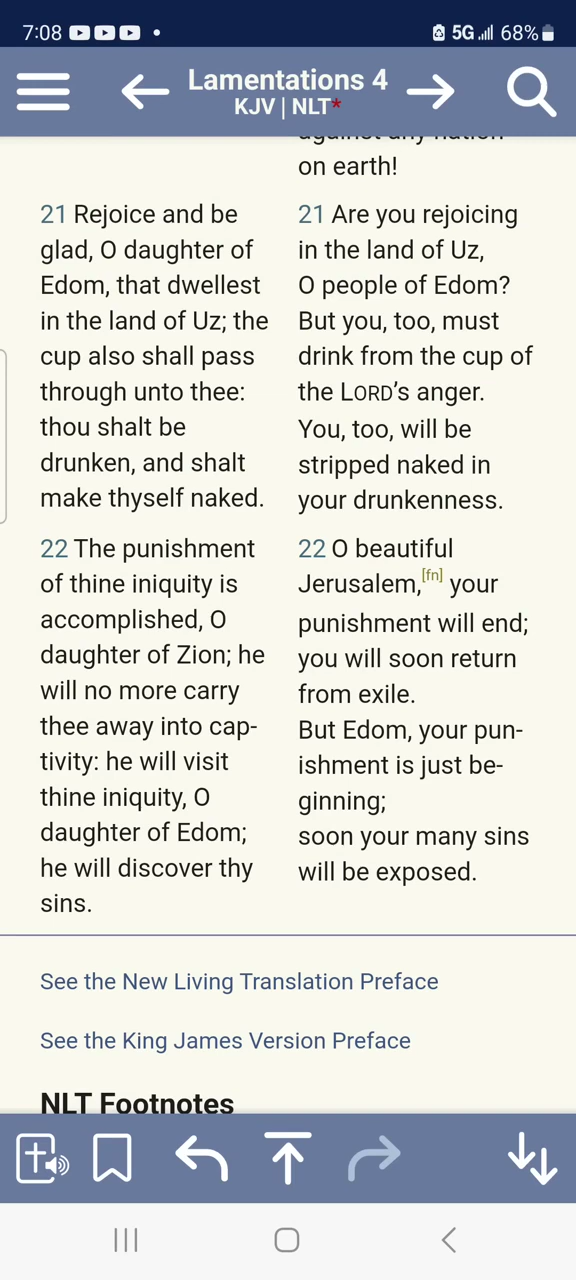 7:08
5G 68%
Lamentations 4
KJV | NLT*
against any nation
on earth!
21 Rejoice and be
glad, O daughter of
Edom, that dwellest
in the land of Uz; the
cup also shall pass
through unto thee:
thou shalt be
drunken, and shalt
make thyself naked.
22 The punishment
of thine iniquity is
accomplished, O
daughter of Zion; he
will no more carry
thee away into cap-
tivity: he will visit
thine iniquity, O
daughter of Edom;
he will discover thy
sins.
21 Are you rejoicing
in the land of Uz,
O people of Edom?
But you, too, must
drink from the cup of
the LORD’s anger.
You, too, will be
stripped naked in
your drunkenness.
22 O beautiful
Jerusalem,[fn] your
punishment will end;
you will soon return
from exile.
But Edom, your pun-
ishment is just be-
ginning;
soon your many sins
will be exposed.
See the New Living Translation Preface
See the King James Version Preface
NLT Footnotes